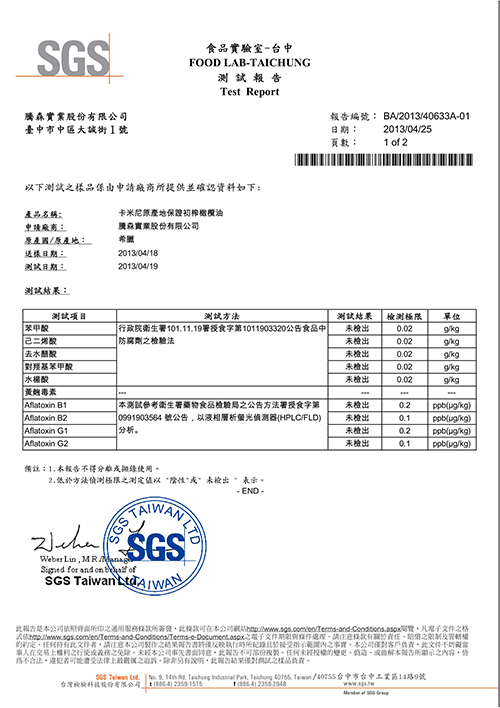 SGS
食品實驗室-台中
FOOD LAB-TAICHUNG
測 試 報 告
Test Report
騰森實業股份有限公司
臺中市中區大誠街1號
報告編號： BA/2013/40633A-01
日期： 2013/04/25
頁數： 1 of 2
以下測試之樣品係由申請廠商所提供並確認資料如下：
產品名稱: 卡米尼原產地保證初榨橄欖油
申請廠商： 騰森實業股份有限公司
原產國/原產地： 希臘
送樣日期： 2013/04/18
測試日期： 2013/04/19
測試結果：
測試項目 測試方法 測試結果 檢測極限 單位
苯甲酸 行政院衛生署101.11.19署授食字第1011903320公告食品中 未檢出 0.02 g/kg
己二烯酸 防腐劑之檢驗法 未檢出 0.02 g/kg
去水醋酸 未檢出 0.02 g/kg
對羥基苯甲酸 未檢出 0.02 g/kg
水楊酸 未檢出 0.02 g/kg
黃麴毒素 --- --- --- ---
Aflatoxin B1 本測試參考衛生署藥物食品檢驗局之公告方法署授食字第 未檢出 0.2 ppb(μg/kg)
Aflatoxin B2 0991903564 號公告，以液相層析螢光偵測器(HPLC/FLD) 未檢出 0.1 ppb(μg/kg)
Aflatoxin G1 分析。 未檢出 0.2 ppb(μg/kg)
Aflatoxin G2 未檢出 0.1 ppb(μg/kg)
備註：1.本報告不得分離或擷錄使用。
2.低於方法偵測極限之測定值以 "陰性"或" 未檢出 " 表示。
- END -
SGS TAIWAN LTD
SGS
TAIWAN
Weber Lin, M.R./Manager
Signed for and on behalf of
SGS Taiwan Ltd.
此報告是本公司依照背面所印之通用服務條款所簽發，此條款可在本公司網站http://www.sgs.com/en/Terms-and-Conditions.aspx閱覽，凡電子文件之格
式依http://www.sgs.com/en/Terms-and-Conditions/Terms-e-Document.aspx之電子文件期限與條件處理。請注意條款有關於責任、賠償之限制及管轄權
的約定。任何持有此文件者，請注意本公司製作之結果報告書將僅反映執行時所紀錄且於接受指示範圍內之事實。本公司僅對客戶負責，此文件不妨礙當
事人在交易上權利之行使或義務之免除。未經本公司事先書面同意，此報告不可部份複製。任何未經授權的變更、偽造、或曲解本報告所顯示之內容，皆
為不合法，違犯者可能遭受法律上最嚴厲之追訴。除非另有說明，此報告結果僅對測試之樣品負責。
SGS Taiwan Ltd. No. 9, 14th Rd. Taichung Industrial Park, Taichung 40755, Taiwan /40755台中市台中工業區14路9號
台灣檢驗科技股份有限公司 t (886-4) 2359-1515 f (886-4) 2359-2948 www.sgs.tw
Member of SGS Group